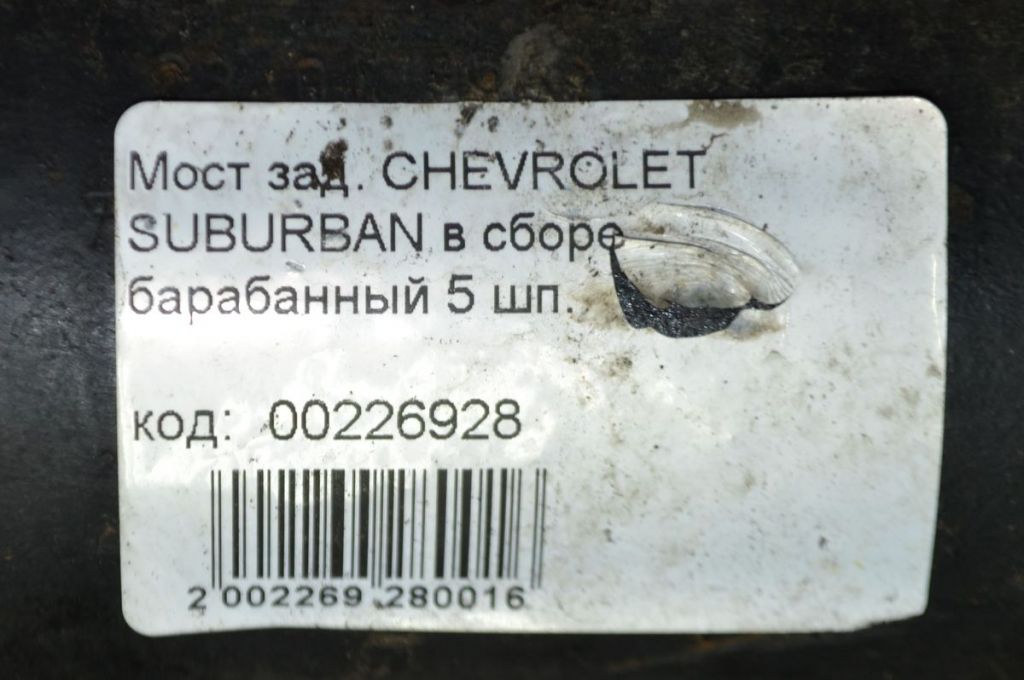 Мост зад. CHEVROLET
SUBURBAN в сборе
барабанный 5 шп.
код: 00226928
2 002269 280016